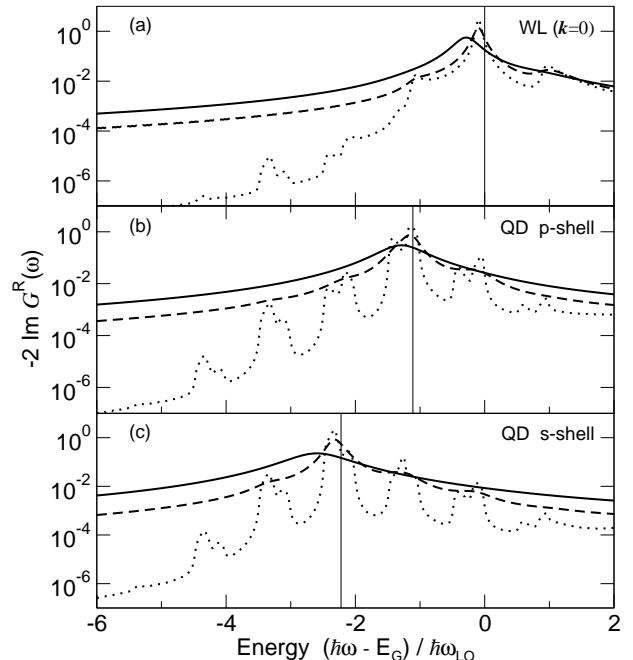 (a) WL (k=0)
10^0
10^-2
10^-4
10^-6
(b) QD p-shell
10^0
10^-2
10^-4
10^-6
-2 Im G^R(ω)
(c) QD s-shell
10^0
10^-2
10^-4
10^-6
-6 -4 -2 0 2
Energy (ħω - E_G) / ħω_LO